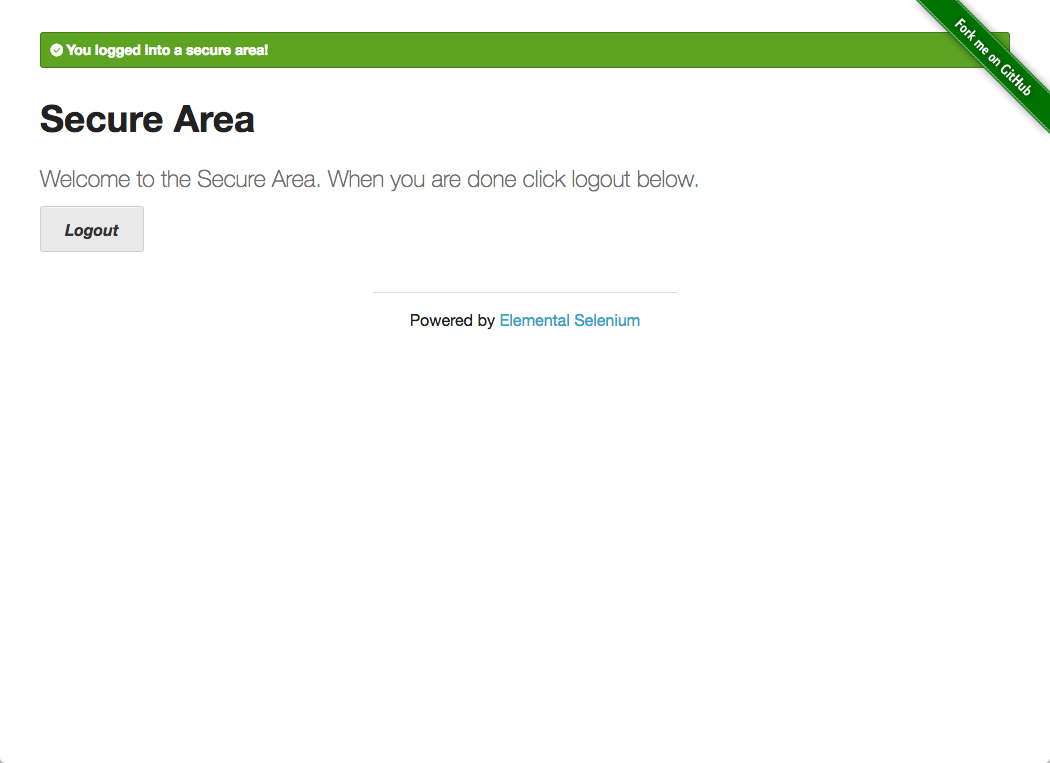 You logged into a secure area!
Fork me on GitHub
Secure Area
Welcome to the Secure Area. When you are done click logout below.
Logout
Powered by Elemental Selenium